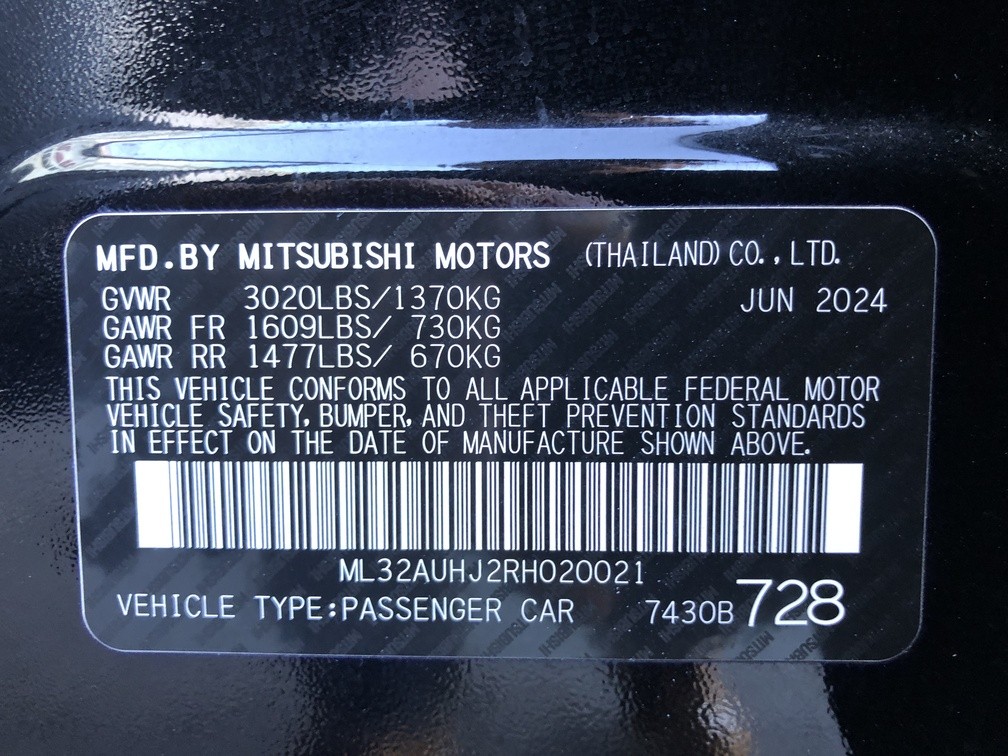 MFD.BY MITSUBISHI MOTORS (THAILAND) CO., LTD.
GVWR 3020LBS/1370KG JUN 2024
GAWR FR 1609LBS/ 730KG
GAWR RR 1477LBS/ 670KG
THIS VEHICLE CONFORMS TO ALL APPLICABLE FEDERAL MOTOR
VEHICLE SAFETY, BUMPER, AND THEFT PREVENTION STANDARDS
IN EFFECT ON THE DATE OF MANUFACTURE SHOWN ABOVE.
ML32AUHJ2RH020021
VEHICLE TYPE:PASSENGER CAR 7430B 728